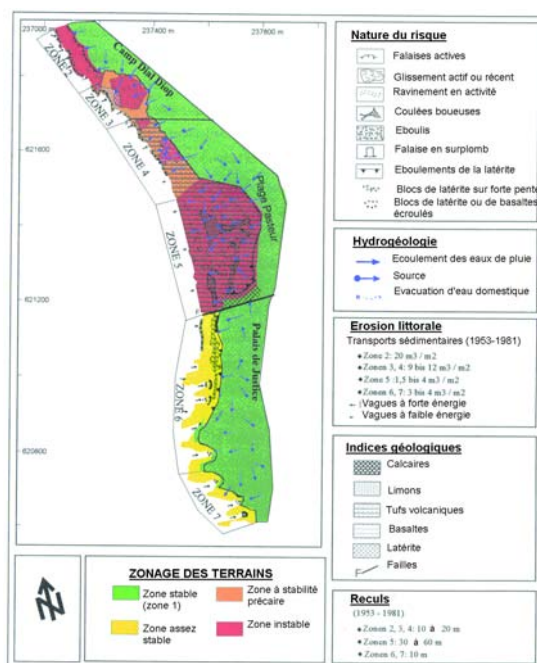 237000 m
237400 m
237800 m
Camp Dial Diop
ZONE 2
ZONE 3
ZONE 4
621600
Plage Pasteur
ZONE 5
621200
Palais de Justice
ZONE 6
620800
ZONE 7
N
ZONAGE DES TERRAINS
Zone stable
(zone 1)
Zone à stabilité
précaire
Zone assez
stable
Zone instable
Nature du risque
Falaises actives
Glissement actif ou récent
Ravinement en activité
Coulées boueuses
Eboulis
Falaise en surplomb
Eboulements de la latérite
Blocs de latérite sur forte pente
Blocs de latérite ou de basaltes
écroulés
Hydrogéologie
Ecoulement des eaux de pluie
Source
Evacuation d'eau domestique
Erosion littorale
Transports sédimentaires (1953-1981)
Zone 2: 20 m3 / m2
Zonen 3, 4: 9 bis 12 m3 / m2
Zone 5 :1,5 bis 4 m3 / m2
Zonen 6, 7: 3 bis 4 m3 / m2
Vagues à forte énergie
Vagues à faible énergie
Indices géologiques
Calcaires
Limons
Tufs volcaniques
Basaltes
Latérite
Failles
Reculs
(1953 - 1981)
Zonen 2, 3, 4: 10 à 20 m
Zonen 5: 30 à 60 m
Zonen 6, 7: 10 m